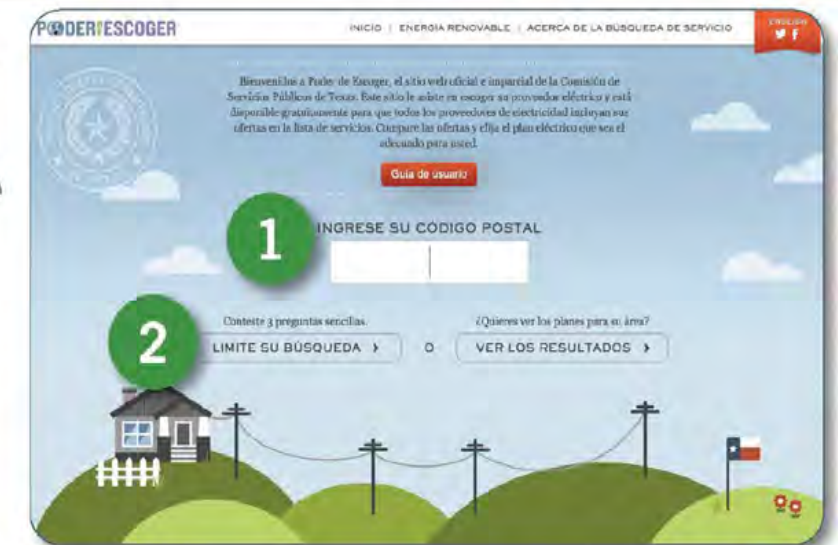 PODER DE ESCOGER
INICIO | ENERGÍA RENOVABLE | ACERCA DE LA BÚSQUEDA DE SERVICIO
ENGLISH
Bienvenidos a Poder de Escoger, el sitio web oficial e imparcial de la Comisión de
Servicios Públicos de Texas. Este sitio le asiste en escoger su proveedor eléctrico y está
disponible gratuitamente para que todos los proveedores de electricidad incluyan sus
ofertas en la lista de servicios. Compare las ofertas y elija el plan eléctrico que sea el
adecuado para usted.
Guía de usuario
1
INGRESE SU CÓDIGO POSTAL
2
Conteste 3 preguntas sencillas.
LIMITE SU BÚSQUEDA
O
¿Quieres ver los planes para su área?
VER LOS RESULTADOS